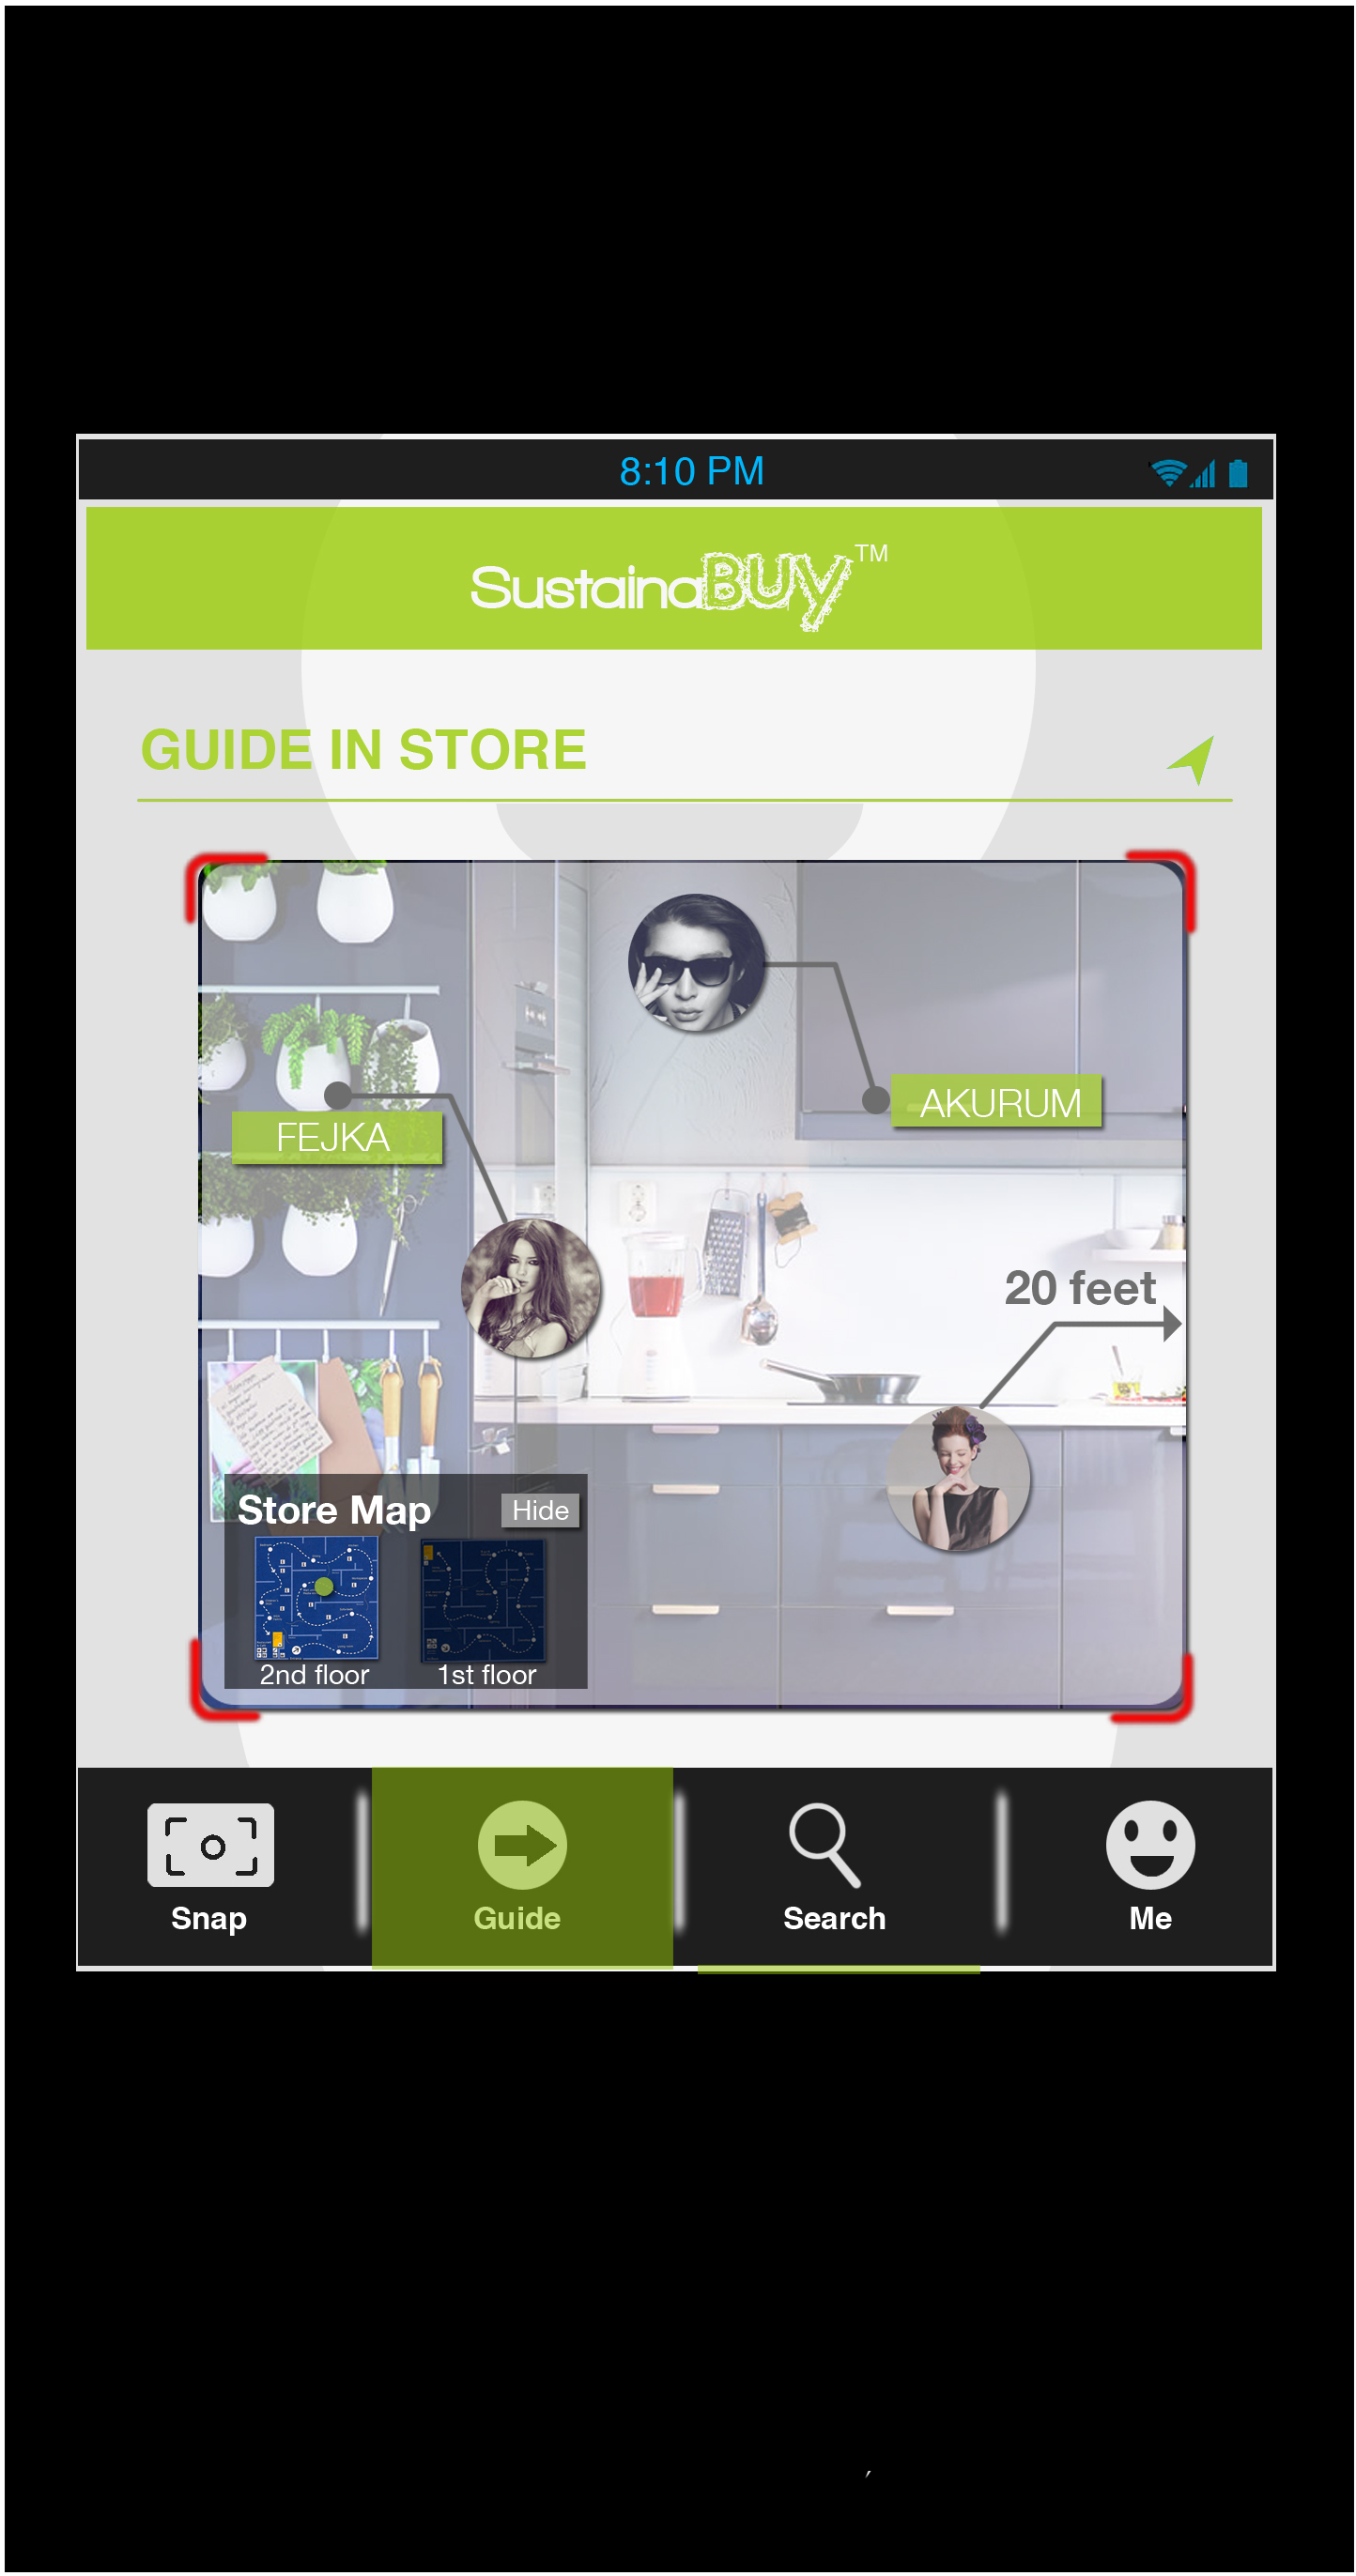 8:10 PM
SustainaBUY™
GUIDE IN STORE
AKURUM
FEJKA
20 feet
Store Map
Hide
2nd floor
1st floor
Snap
Guide
Search
Me